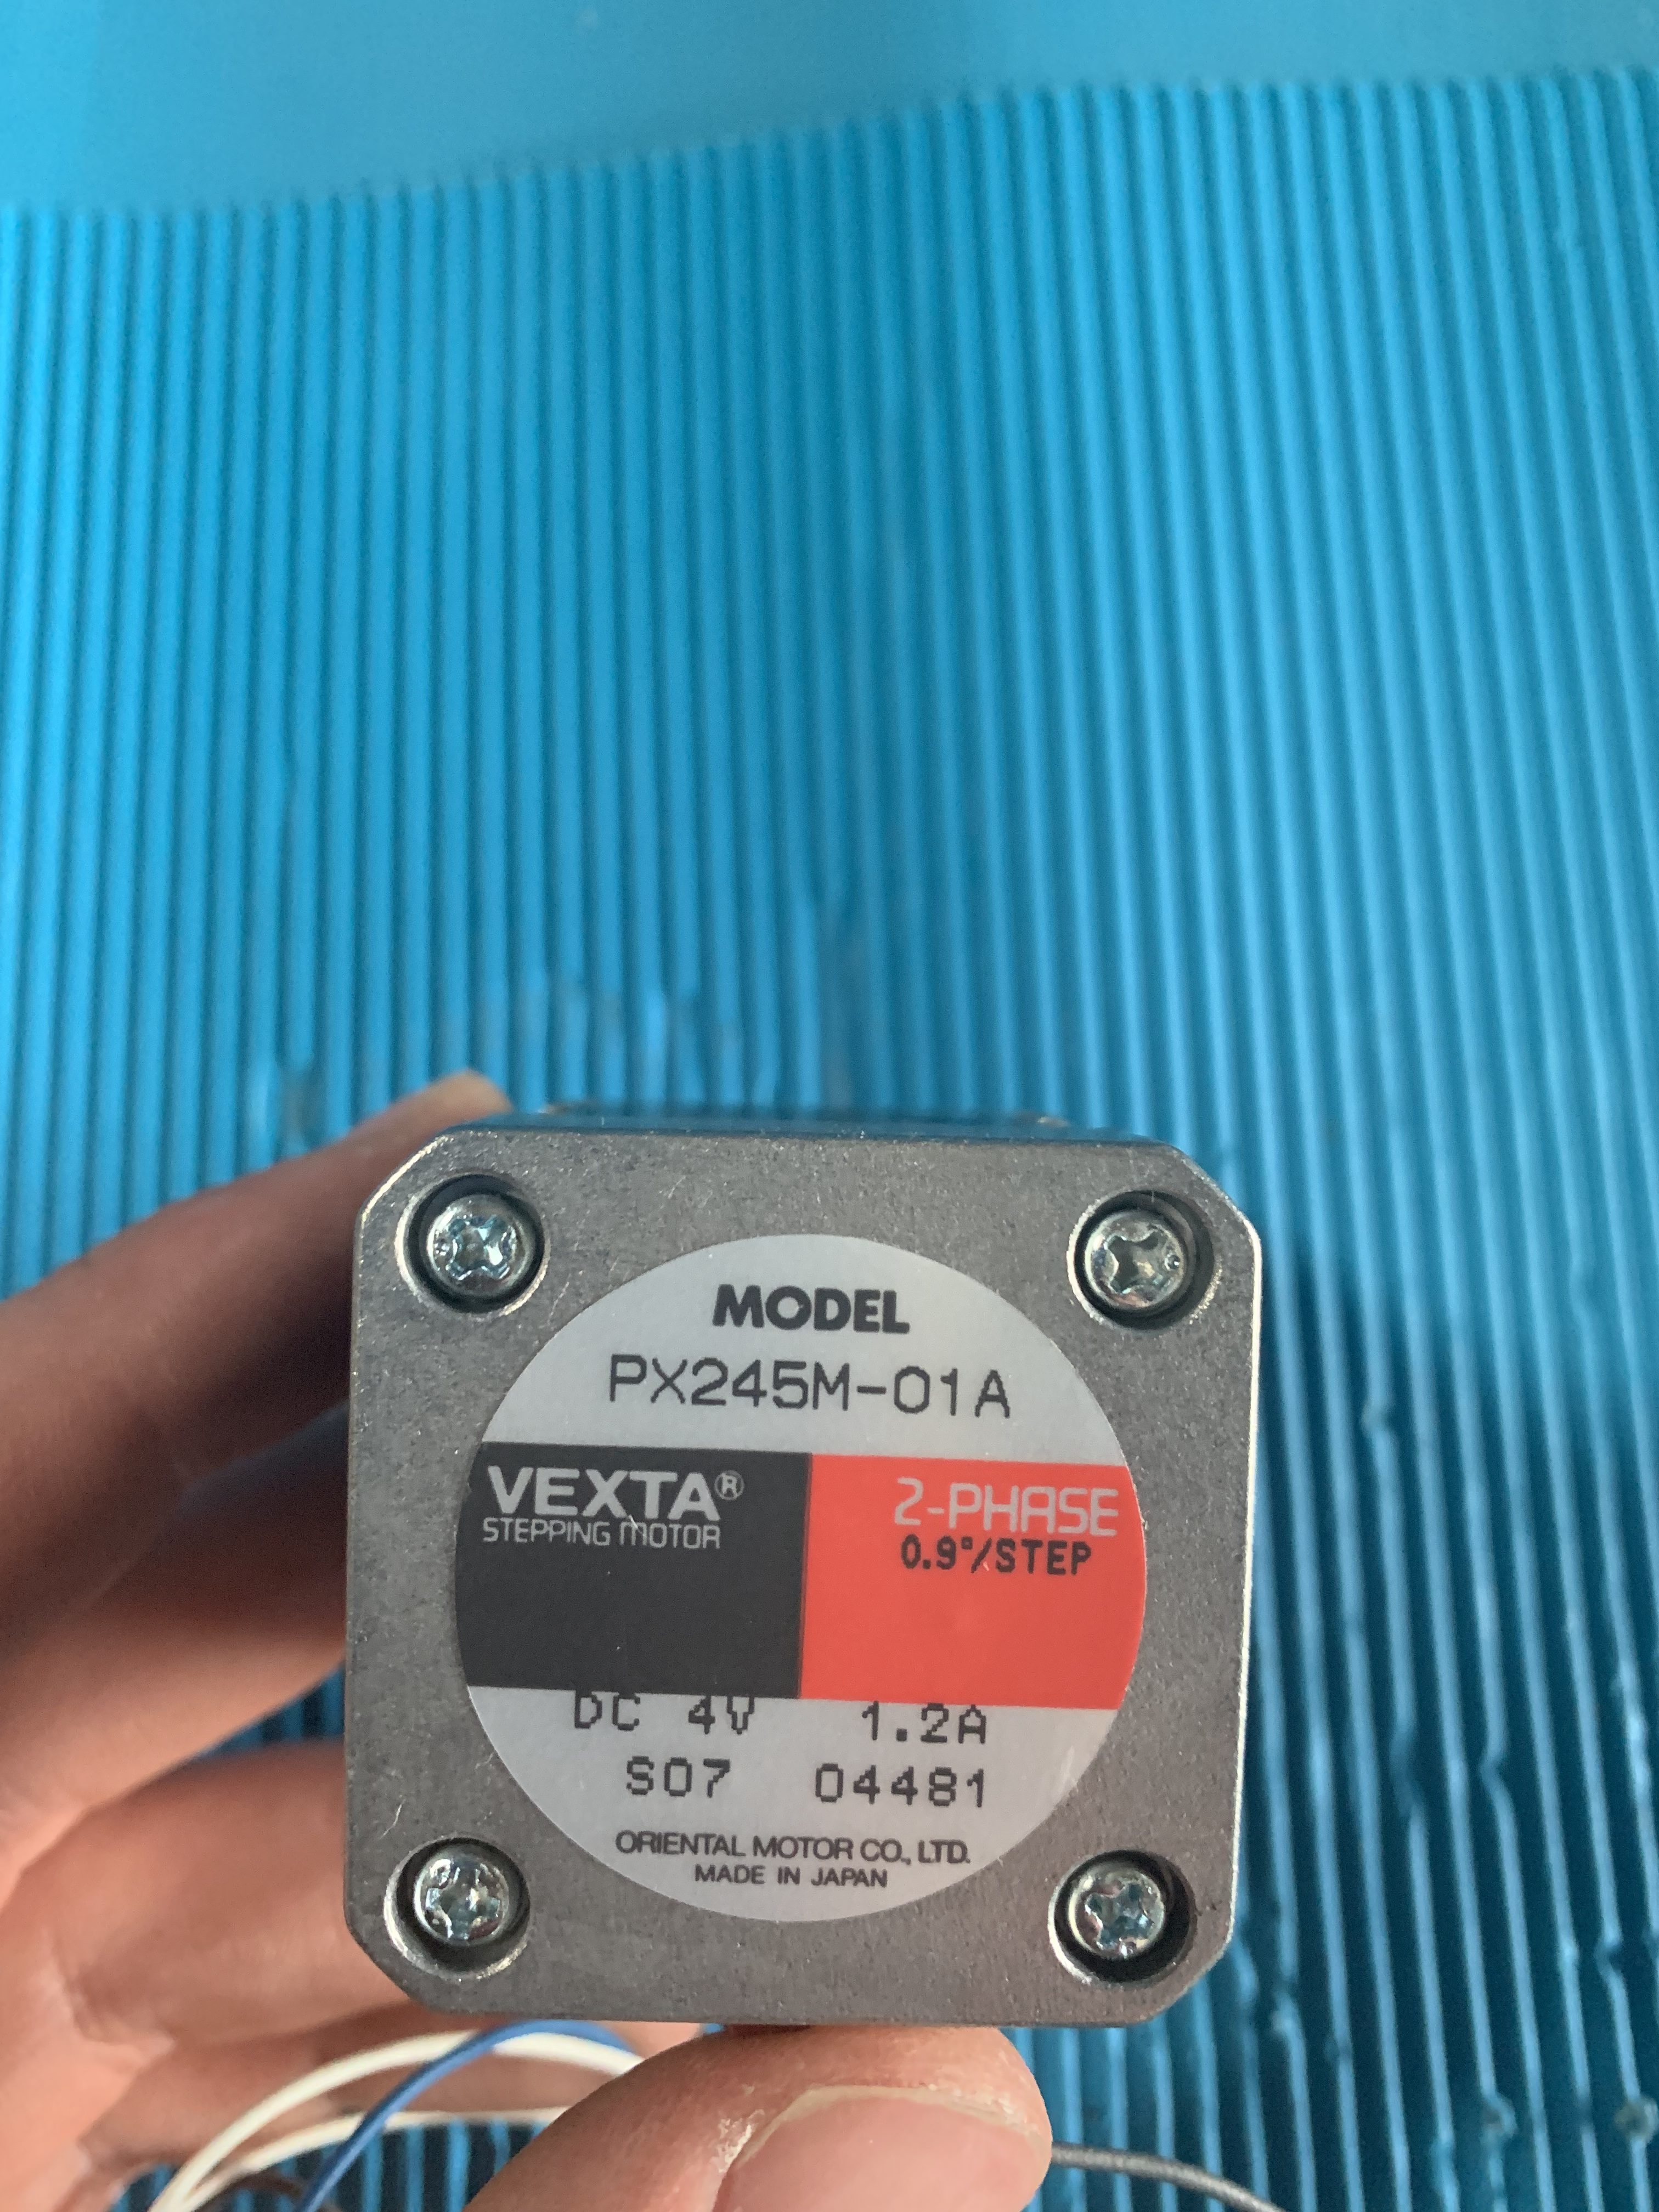 MODEL
PX245M-01A
VEXTA®
STEPPING MOTOR
2-PHASE
0.9°/STEP
DC 4V 1.2A
S07 04481
ORIENTAL MOTOR CO., LTD.
MADE IN JAPAN